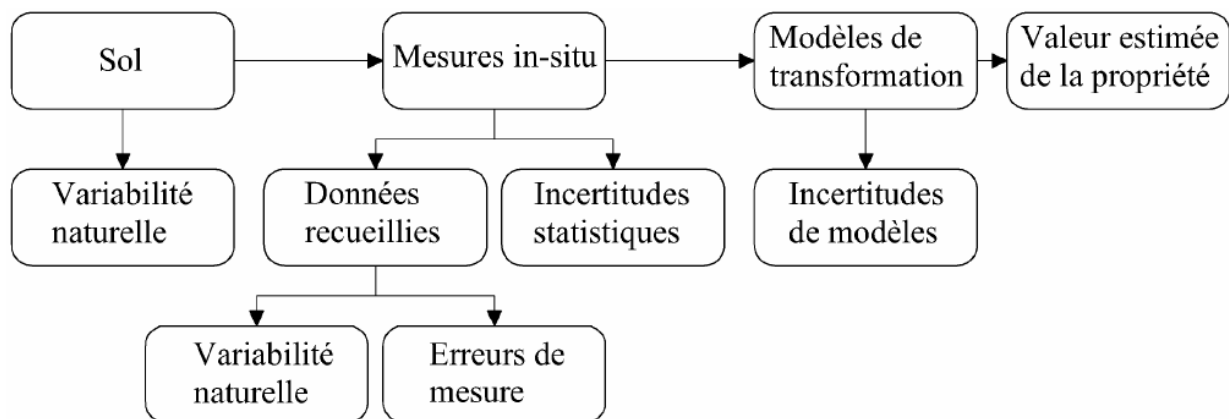 Sol
Mesures in-situ
Modèles de
transformation
Valeur estimée
de la propriété
Variabilité
naturelle
Données
recueillies
Incertitudes
statistiques
Incertitudes
de modèles
Variabilité
naturelle
Erreurs de
mesure